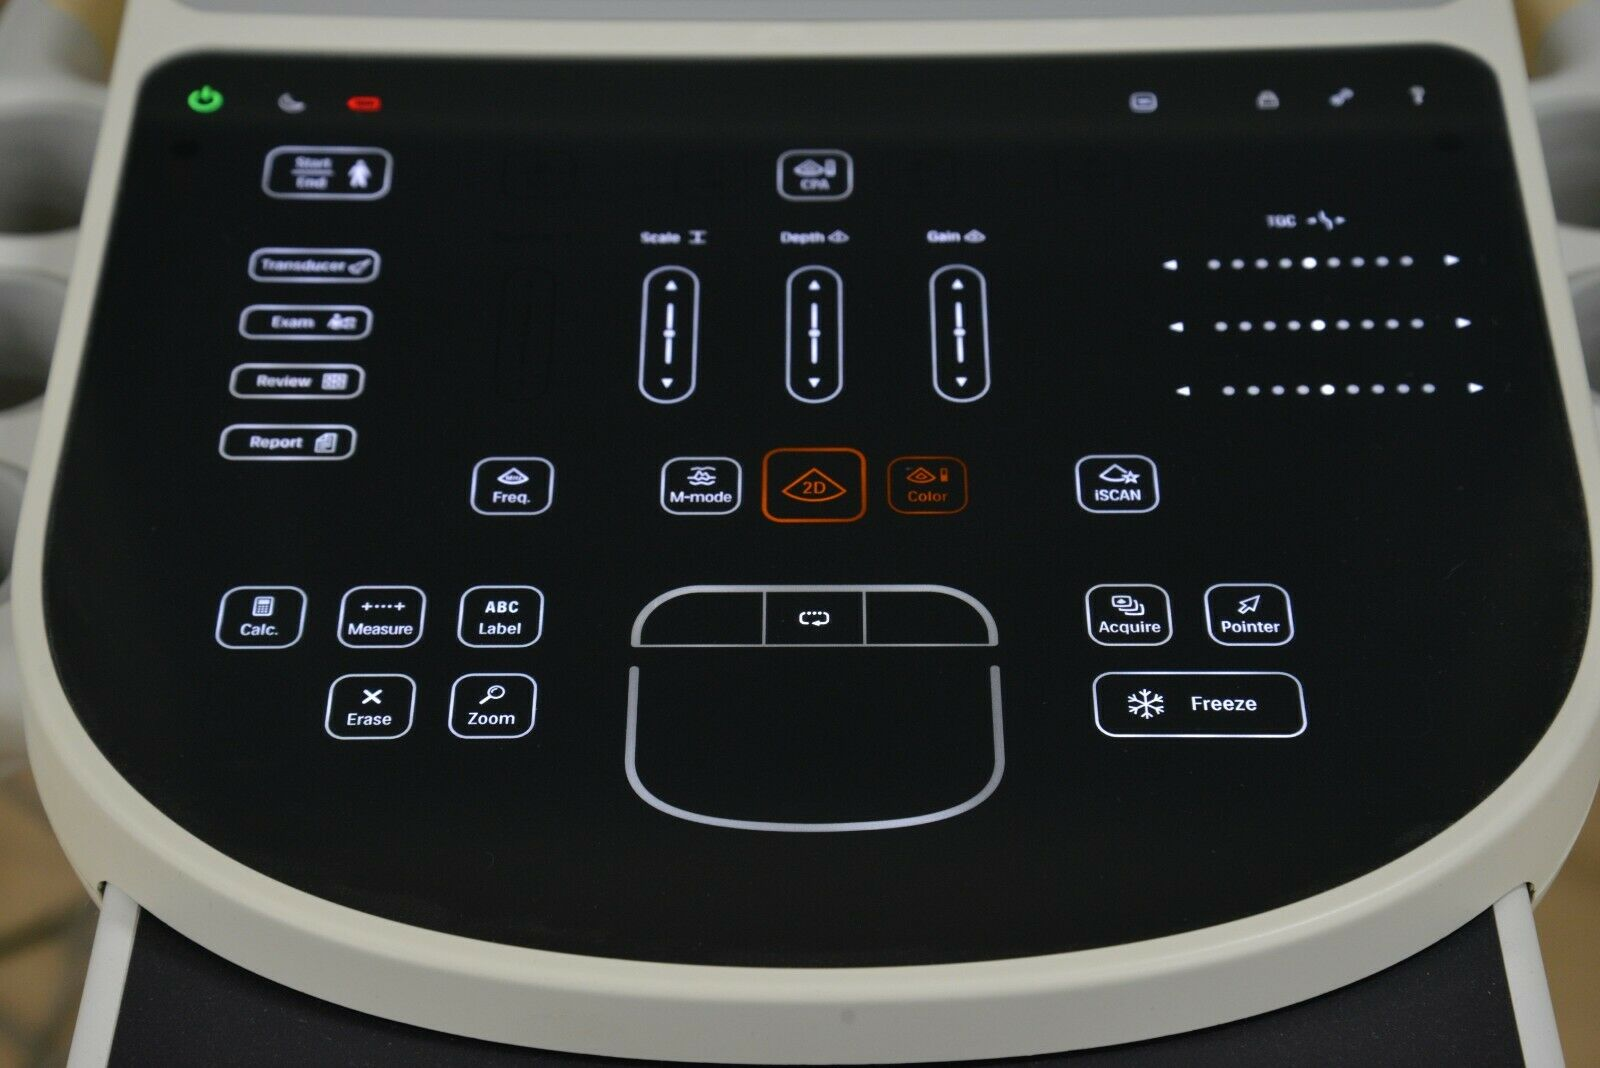 Start
End
CPA
TGC
Scale
Depth
Gain
Transducer
Exam
Review
Report
MHz
Freq.
M-mode
2D
Color
iSCAN
Calc.
Measure
ABC
Label
Acquire
Pointer
Erase
Zoom
Freeze